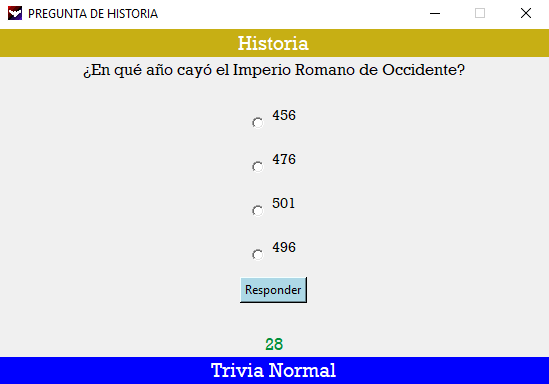 PREGUNTA DE HISTORIA
Historia
¿En qué año cayó el Imperio Romano de Occidente?
456
476
501
496
Responder
28
Trivia Normal